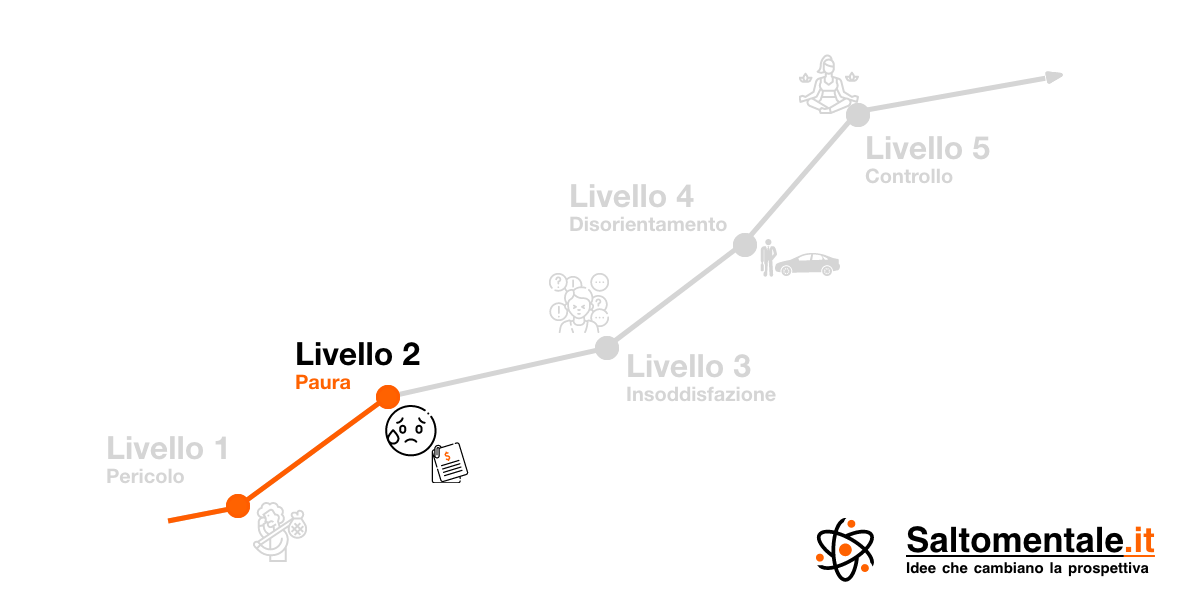 Livello 5
Controllo
Livello 4
Disorientamento
Livello 2
Paura
Livello 3
Insoddisfazione
Livello 1
Pericolo
$
Saltomentale.it
Idee che cambiano la prospettiva